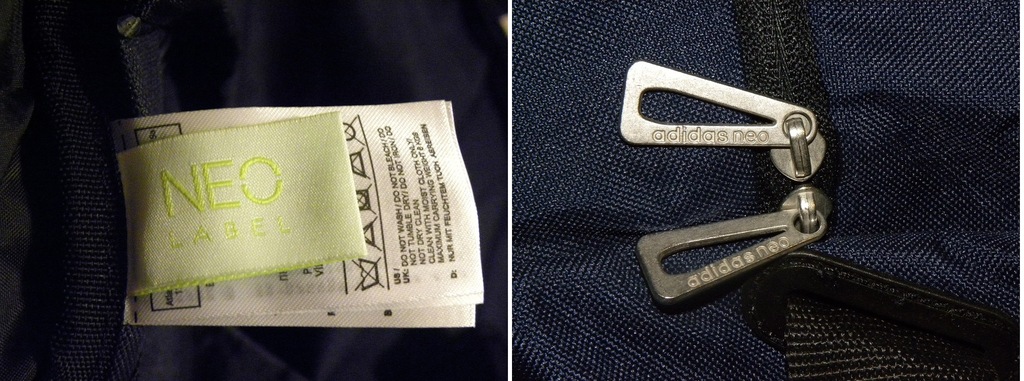 NEO
LABEL
US /
UK: DO NOT WASH / DO NOT BLEACH / DO
NOT TUMBLE DRY/ DO NOT IRON/ DO
NOT DRY CLEAN
CLEAN WITH MOIST CLOTH ONLY/
MAXIMUM CARRYING WEIGHT 8 KGS
D:
NUR MIT FEUCHTEM TUCH ABREIBEN
adidas neo
adidas neo